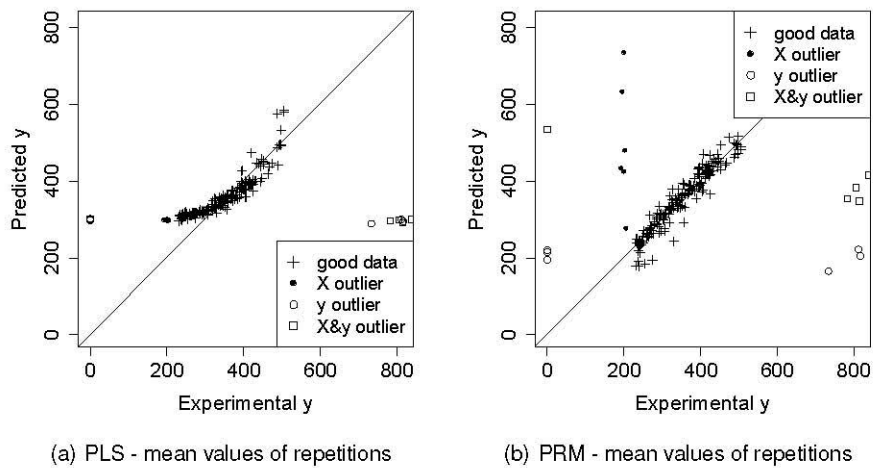 800
600
400
200
0
Predicted y
good data
X outlier
y outlier
X&y outlier
0 200 400 600 800
Experimental y
(a) PLS - mean values of repetitions
800
600
400
200
0
Predicted y
good data
X outlier
y outlier
X&y outlier
0 200 400 600 800
Experimental y
(b) PRM - mean values of repetitions